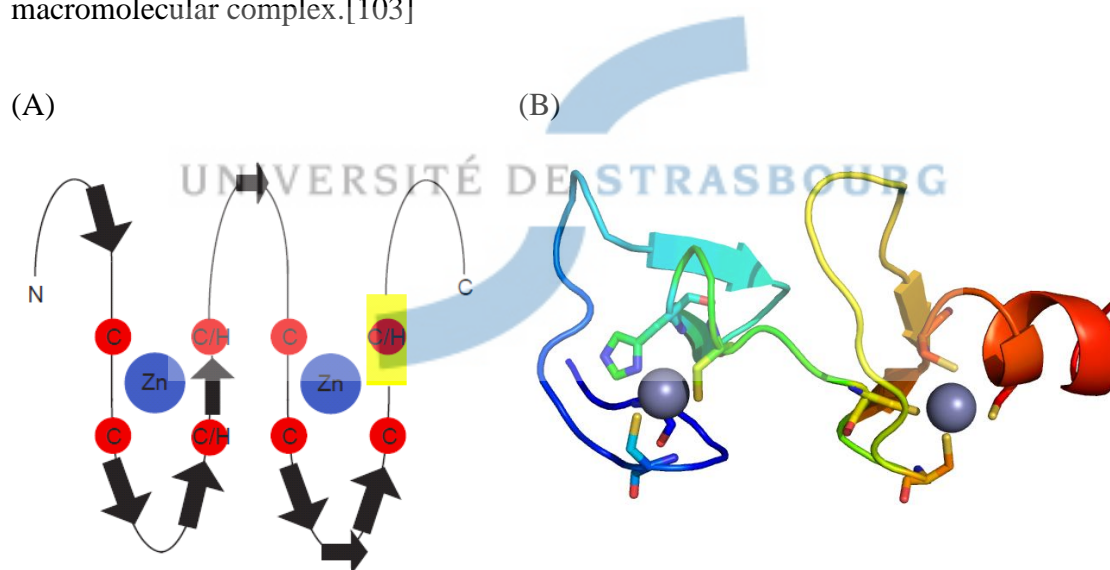 macromolecular complex.[103]
(A)
(B)
UNIVERSITÉ DE STRASBOURG
N
C
C
C/H
C
C/H
Zn
Zn
C
C/H
C
C